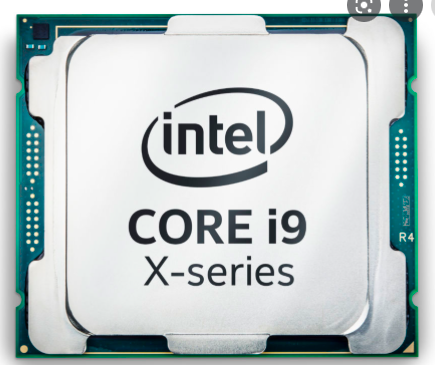 intel
CORE i9
X-series
R4